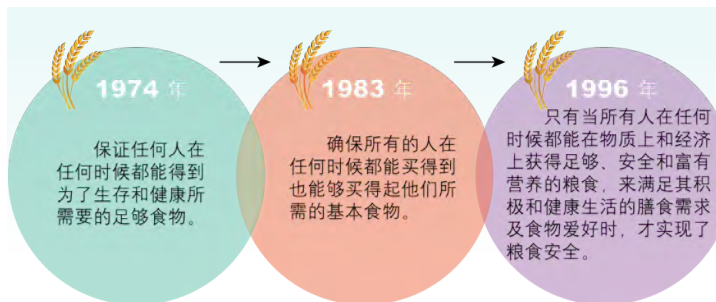 1974 年
保证任何人在
任何时候都能得到
为了生存和健康所
需要的足够食物。
1983 年
确保所有的人在
任何时候都能买得到
也能够买得起他们所
需的基本食物。
1996 年
只有当所有人在任何
时候都能在物质上和经济
上获得足够、安全和富有
营养的粮食，来满足其积
极和健康生活的膳食需求
及食物爱好时，才实现了
粮食安全。